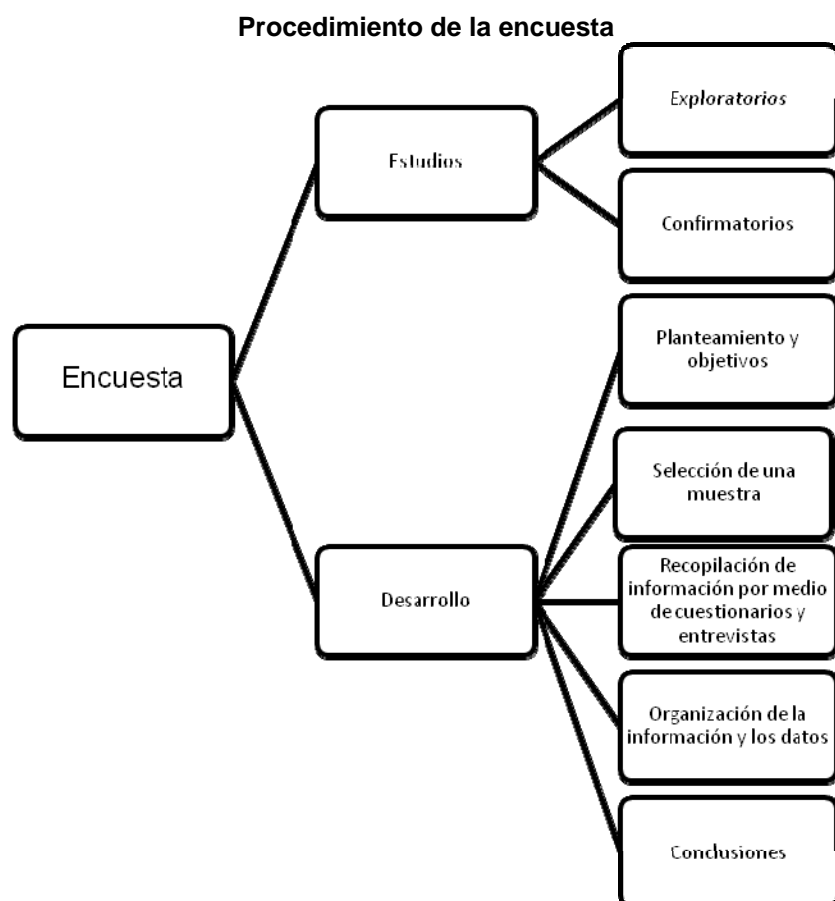 Procedimiento de la encuesta
Exploratorios
Estudios
Confirmatorios
Planteamiento y
objetivos
Encuesta
Selección de una
muestra
Recopilación de
información por medio
de cuestionarios y
entrevistas
Desarrollo
Organización de la
información y los datos
Conclusiones